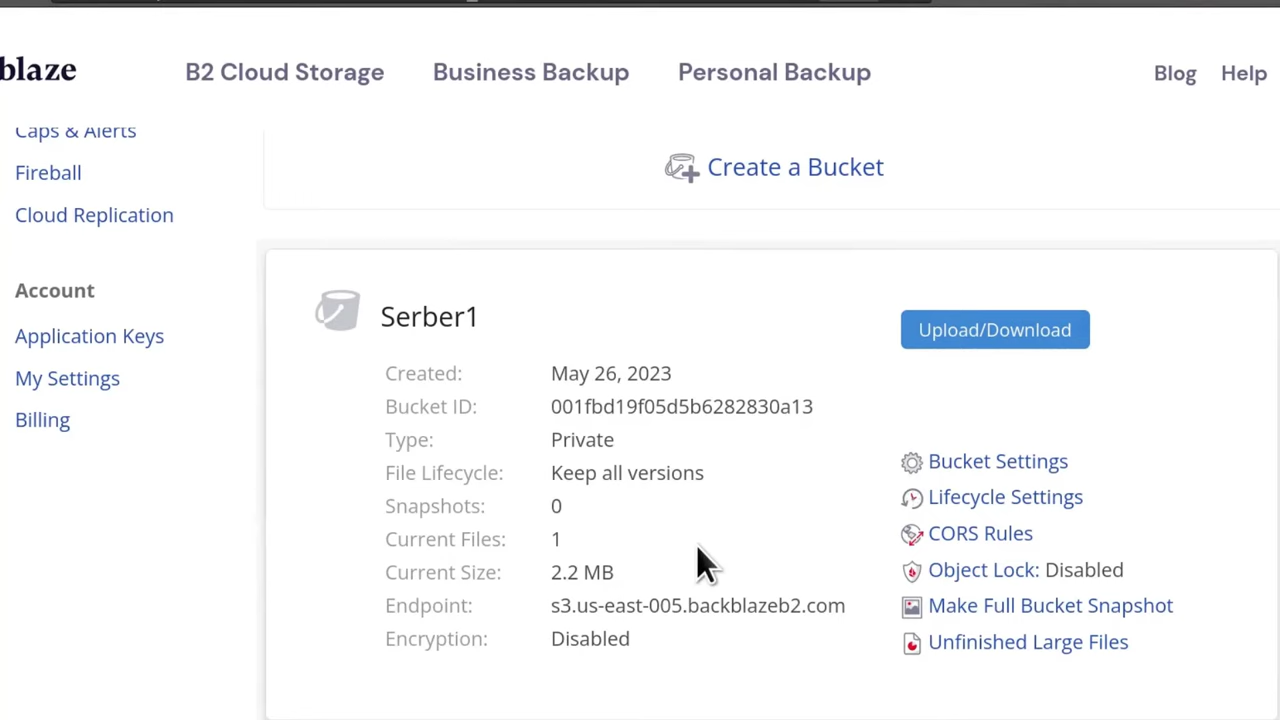 blaze
B2 Cloud Storage
Business Backup
Personal Backup
Blog
Help
Caps & Alerts
Fireball
Cloud Replication
Account
Application Keys
My Settings
Billing
Create a Bucket
Serber1
Upload/Download
Created: May 26, 2023
Bucket ID: 001fbd19f05d5b6282830a13
Type: Private
File Lifecycle: Keep all versions
Snapshots: 0
Current Files: 1
Current Size: 2.2 MB
Endpoint: s3.us-east-005.backblazeb2.com
Encryption: Disabled
Bucket Settings
Lifecycle Settings
CORS Rules
Object Lock: Disabled
Make Full Bucket Snapshot
Unfinished Large Files